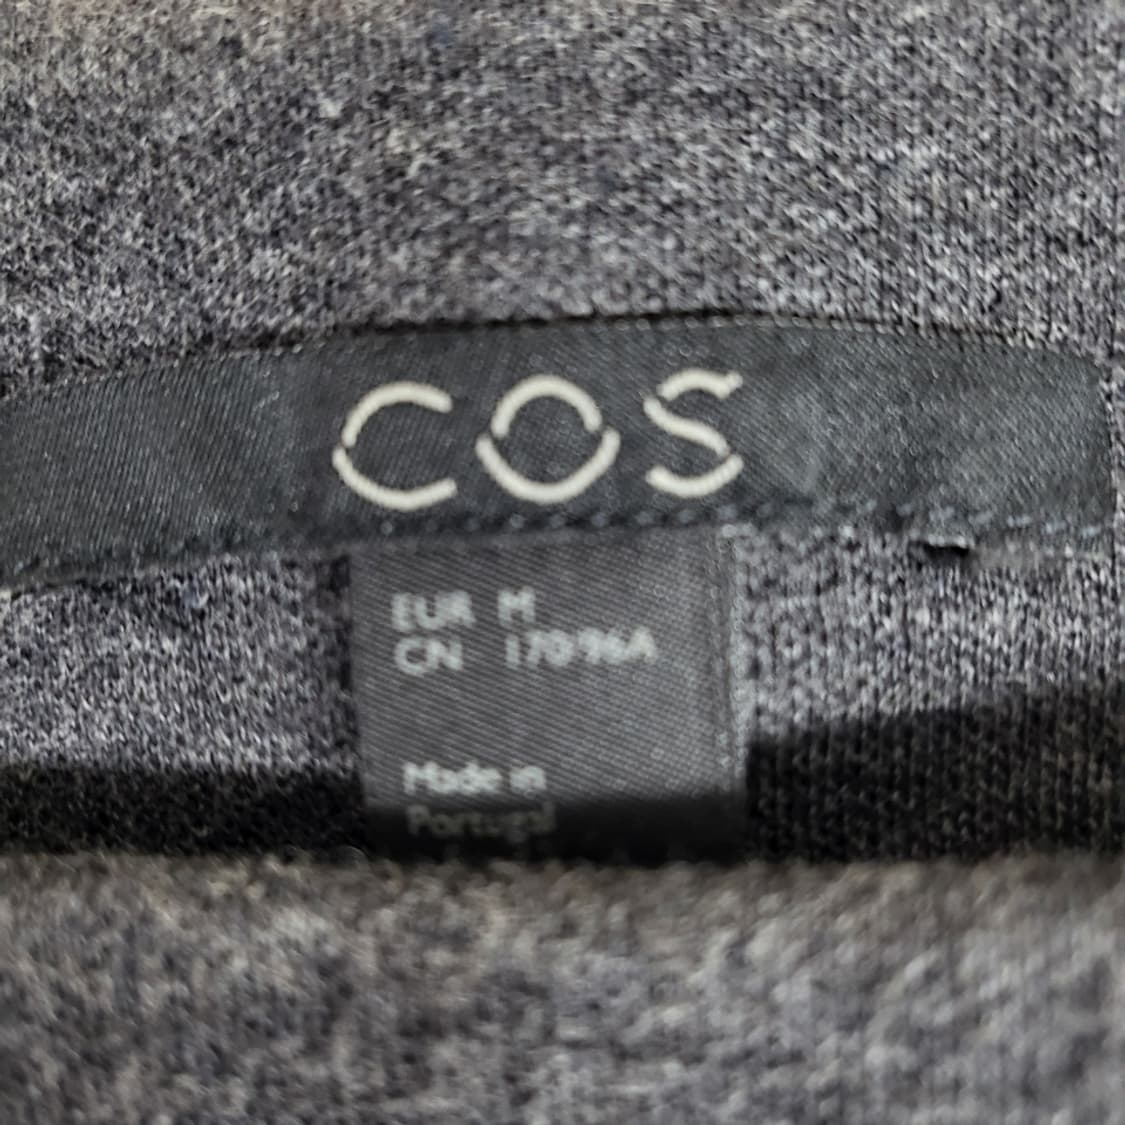 COS
EUR M
CN 170 96A
Made in
Portugal